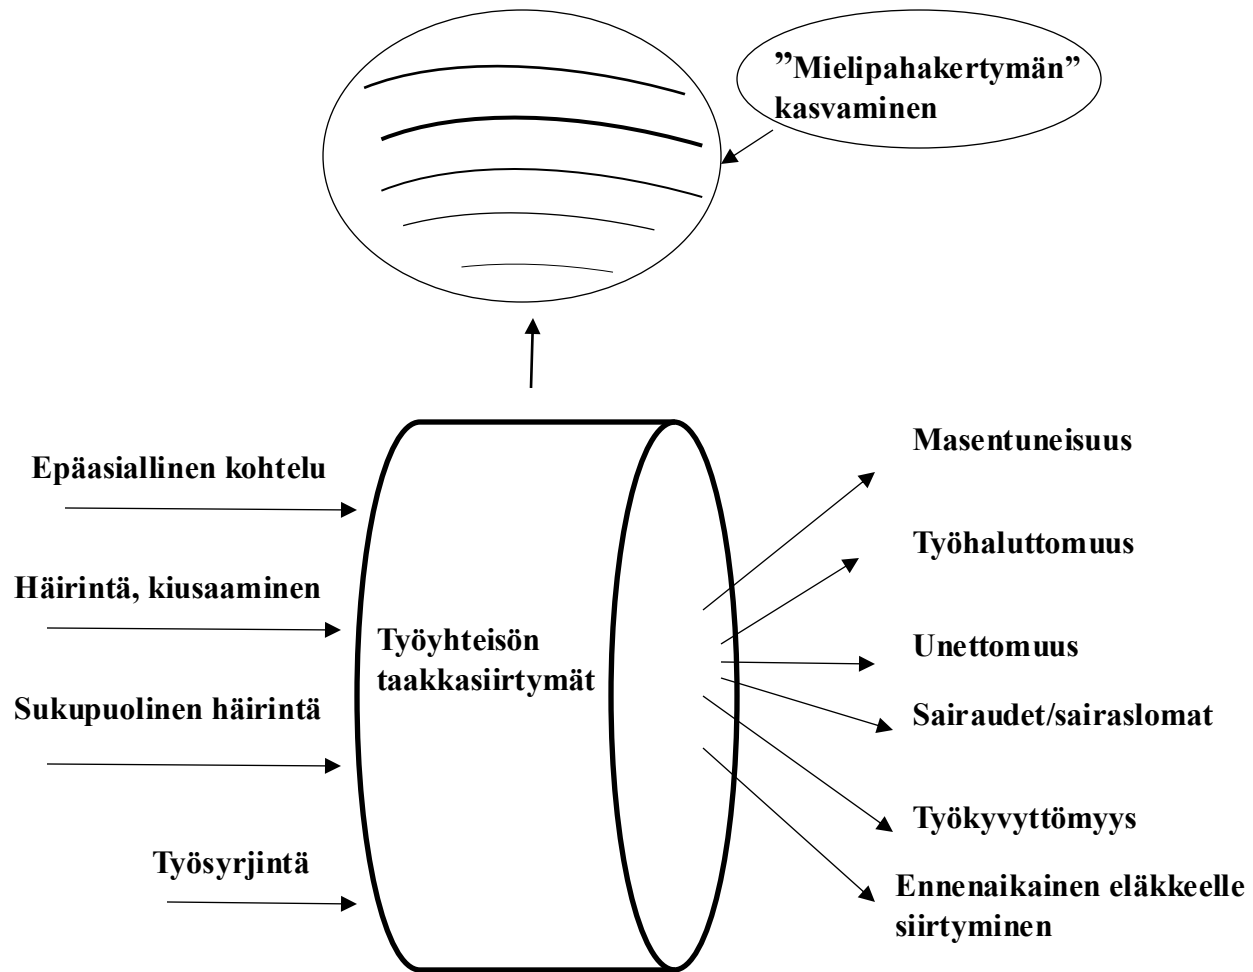 ”Mielipahakertymän”
kasvaminen
Epäasiallinen kohtelu
Häirintä, kiusaaminen
Sukupuolinen häirintä
Työsyrjintä
Työyhteisön
taakkasiirtymät
Masentuneisuus
Työhaluttomuus
Unettomuus
Sairaudet/sairaslomat
Työkyvyttömyys
Ennenaikainen eläkkeelle
siirtyminen